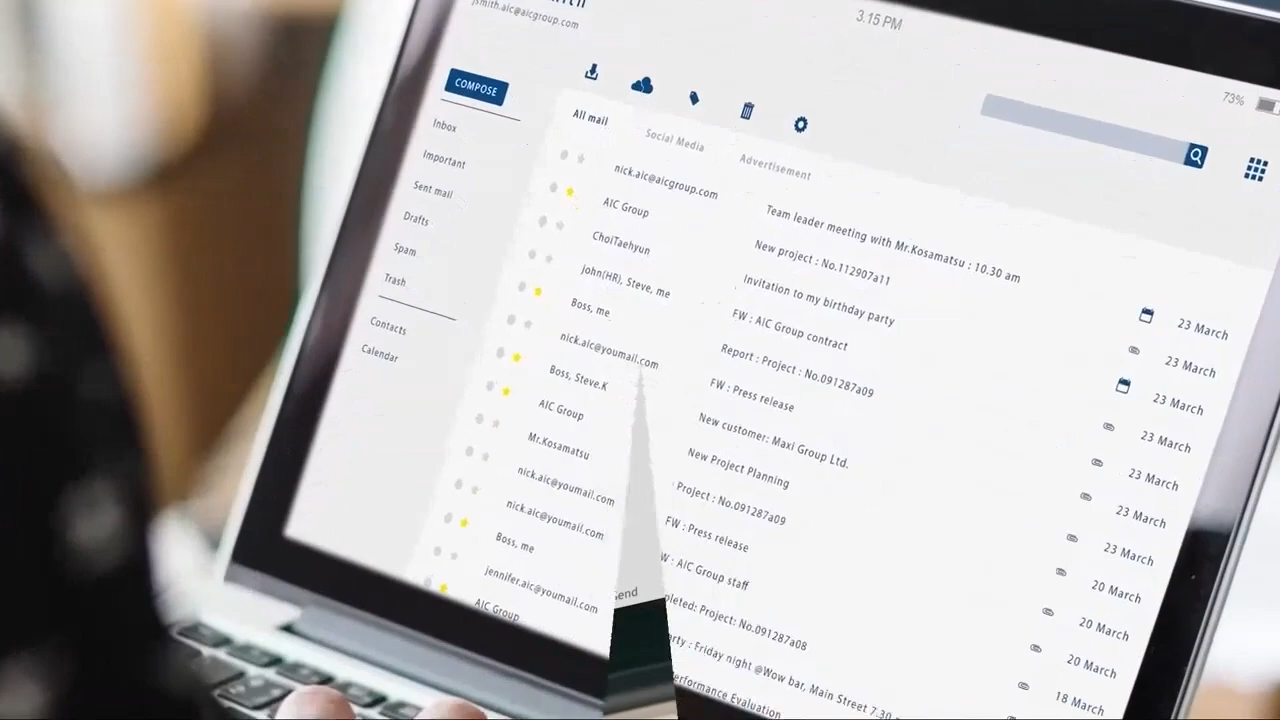 jsmith.aic@aicgroup.com
3.15 PM
73%
COMPOSE
Inbox
Important
Sent mail
Drafts
Spam
Trash
Contacts
Calendar
All mail
Social Media
Advertisement
nick.aic@aicgroup.com
AIC Group
ChoiTaehyun
John(HR), Steve, me
Boss, me
nick.aic@youmail.com
Boss, Steve.K
AIC Group
Mr.Kosamatsu
nick.aic@youmail.com
nick.aic@youmail.com
Boss, me
jennifer.aic@youmail.com
AIC Group
Team leader meeting with Mr.Kosamatsu : 10.30 am
New project : No.112907a11
Invitation to my birthday party
FW : AIC Group contract
Report : Project : No.091287a09
FW : Press release
New customer: Maxi Group Ltd.
New Project Planning
Project : No.091287a09
FW : Press release
: AIC Group staff
Project: No.091287a08
: Friday night @Wow bar, Main Street 7.30
Evaluation
23 March
23 March
23 March
23 March
23 March
23 March
23 March
20 March
20 March
20 March
18 March